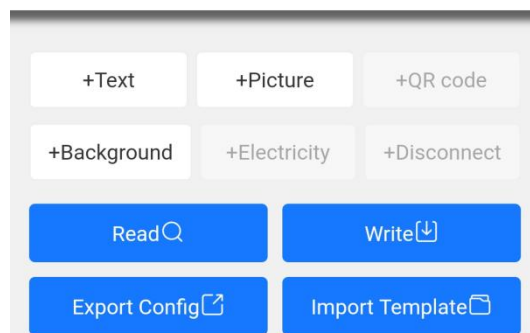 +Text +Picture +QR code
+Background +Electricity +Disconnect
Read Write
Export Config Import Template